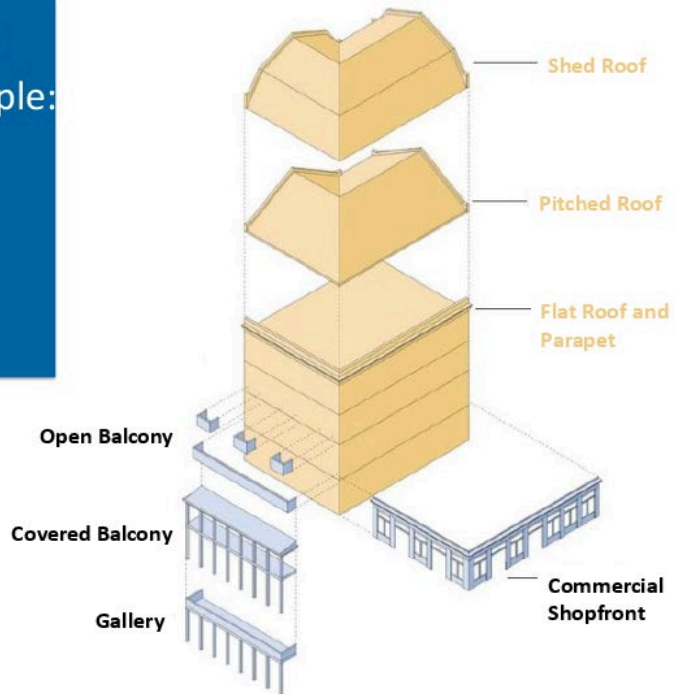 ple:
Shed Roof
Pitched Roof
Flat Roof and
Parapet
Open Balcony
Covered Balcony
Gallery
Commercial
Shopfront